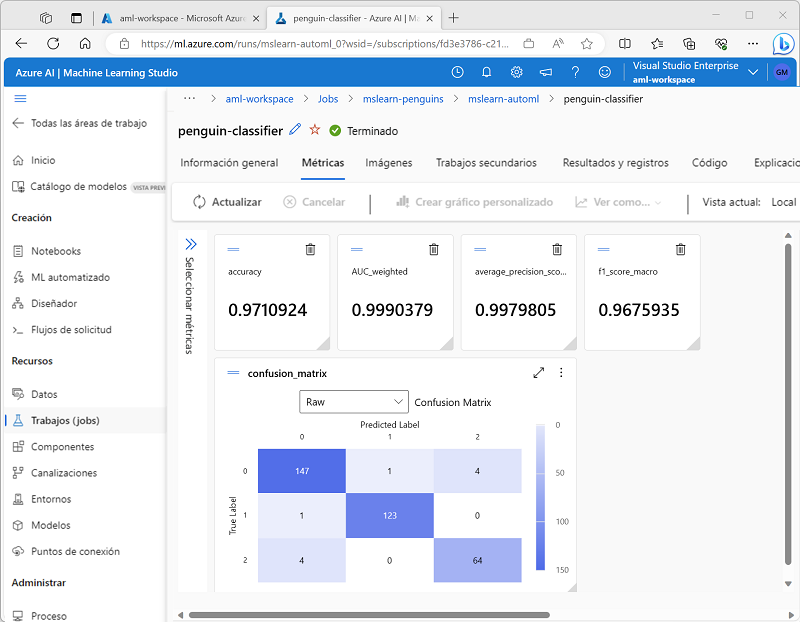 aml-workspace - Microsoft Azure
penguin-classifier - Azure AI | Ma
https://ml.azure.com/runs/mslearn-automl_0?wsid=/subscriptions/fd3e3786-c21...
Azure AI | Machine Learning Studio
Visual Studio Enterprise
aml-workspace
GM
Todas las áreas de trabajo
Inicio
Catálogo de modelos VISTA PREVI
Creación
Notebooks
ML automatizado
Diseñador
Flujos de solicitud
Recursos
Datos
Trabajos (jobs)
Componentes
Canalizaciones
Entornos
Modelos
Puntos de conexión
Administrar
Proceso
... > aml-workspace > Jobs > mslearn-penguins > mslearn-automl > penguin-classifier
penguin-classifier Terminado
Información general Métricas Imágenes Trabajos secundarios Resultados y registros Código Explicacio
Actualizar Cancelar Crear gráfico personalizado Ver como... Vista actual: Local
Seleccionar métricas
accuracy
0.9710924
AUC_weighted
0.9990379
average_precision_sco...
0.9979805
f1_score_macro
0.9675935
confusion_matrix
Raw Confusion Matrix
Predicted Label
0 1 2
True Label
0 147 1 4
1 1 123 0
2 4 0 64
0
50
100
150